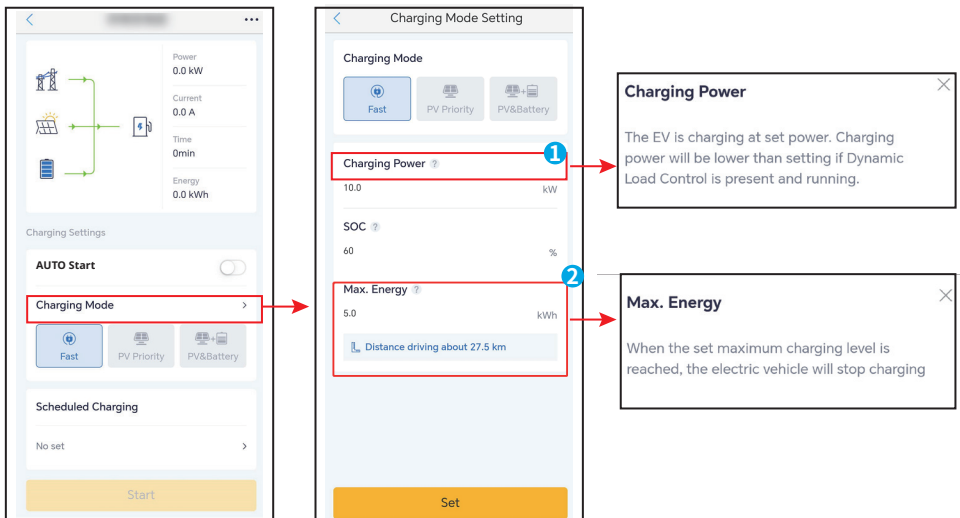 Power
0.0 kW
Current
0.0 A
Time
0min
Energy
0.0 kWh
Charging Settings
AUTO Start
Charging Mode
Fast
PV Priority
PV&Battery
Scheduled Charging
No set
Start
Charging Mode Setting
Charging Mode
Fast
PV Priority
PV&Battery
1
Charging Power ?
10.0 kW
SOC ?
60 %
2
Max. Energy ?
5.0 kWh
Distance driving about 27.5 km
Set
Charging Power
The EV is charging at set power. Charging
power will be lower than setting if Dynamic
Load Control is present and running.
Max. Energy
When the set maximum charging level is
reached, the electric vehicle will stop charging